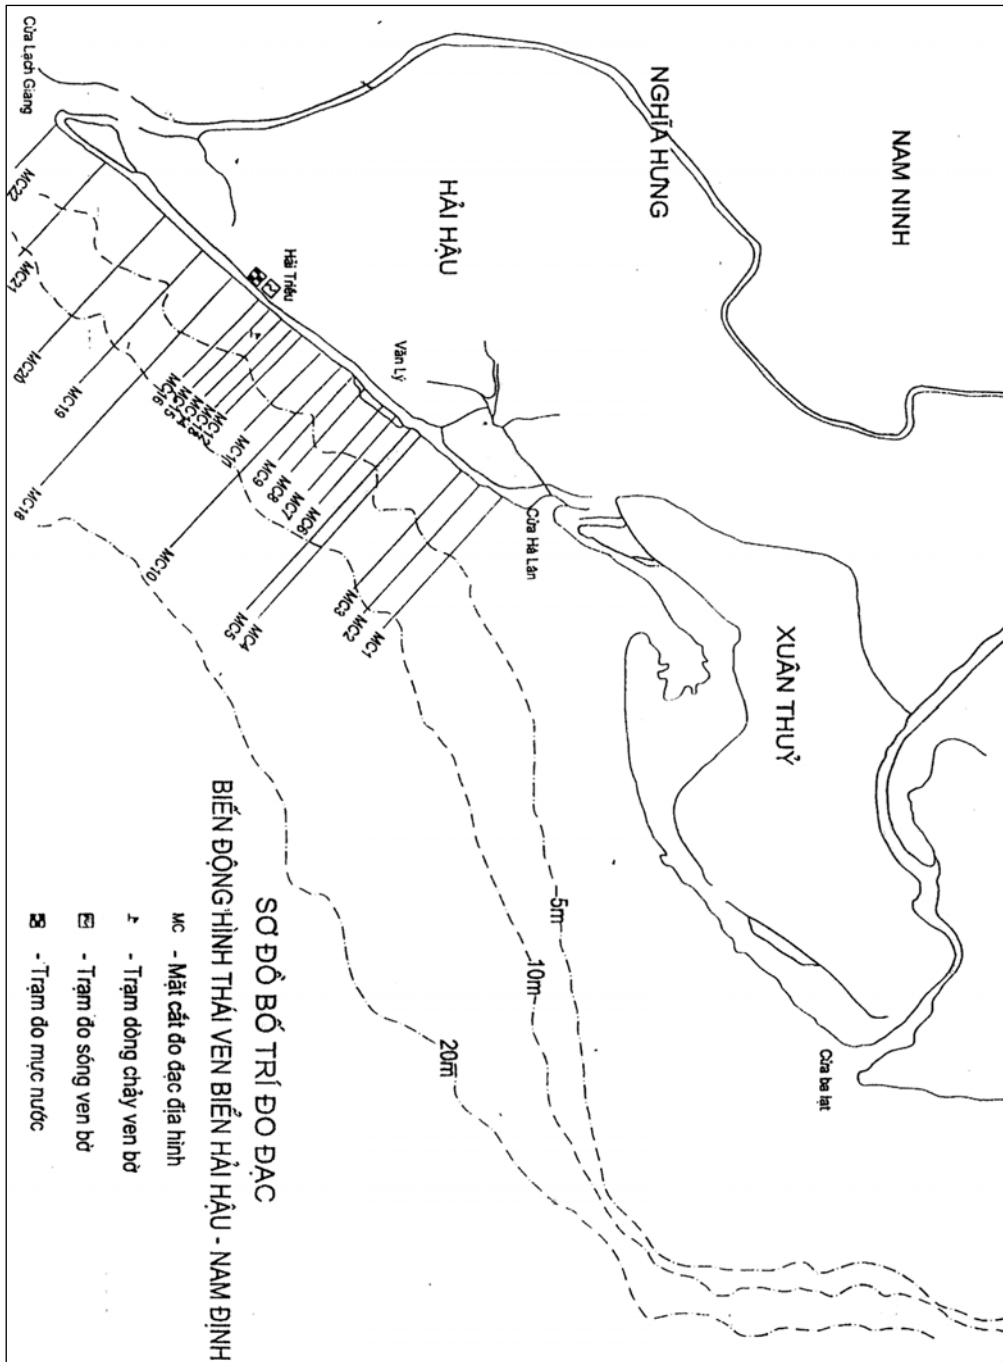 NAM NINH
NGHĨA HƯNG
XUÂN THUỶ
Cửa ba lạt
HẢI HẬU
Cửa Hà Lân
Văn Lý
Hải Triều
Cửa Lạch Giang
5m
10m
20m
MC1
MC2
MC3
MC4
MC5
MC6
MC7
MC8
MC9
MC10
MC11
MC12
MC13
MC14
MC15
MC16
MC18
MC19
MC20
MC21
MC22
SƠ ĐỒ BỐ TRÍ ĐO ĐẠC
BIẾN ĐỘNG HÌNH THÁI VEN BIỂN HẢI HẬU - NAM ĐỊNH
MC - Mặt cắt đo đạc địa hình
- Trạm dòng chảy ven bờ
- Trạm đo sóng ven bờ
- Trạm đo mực nước